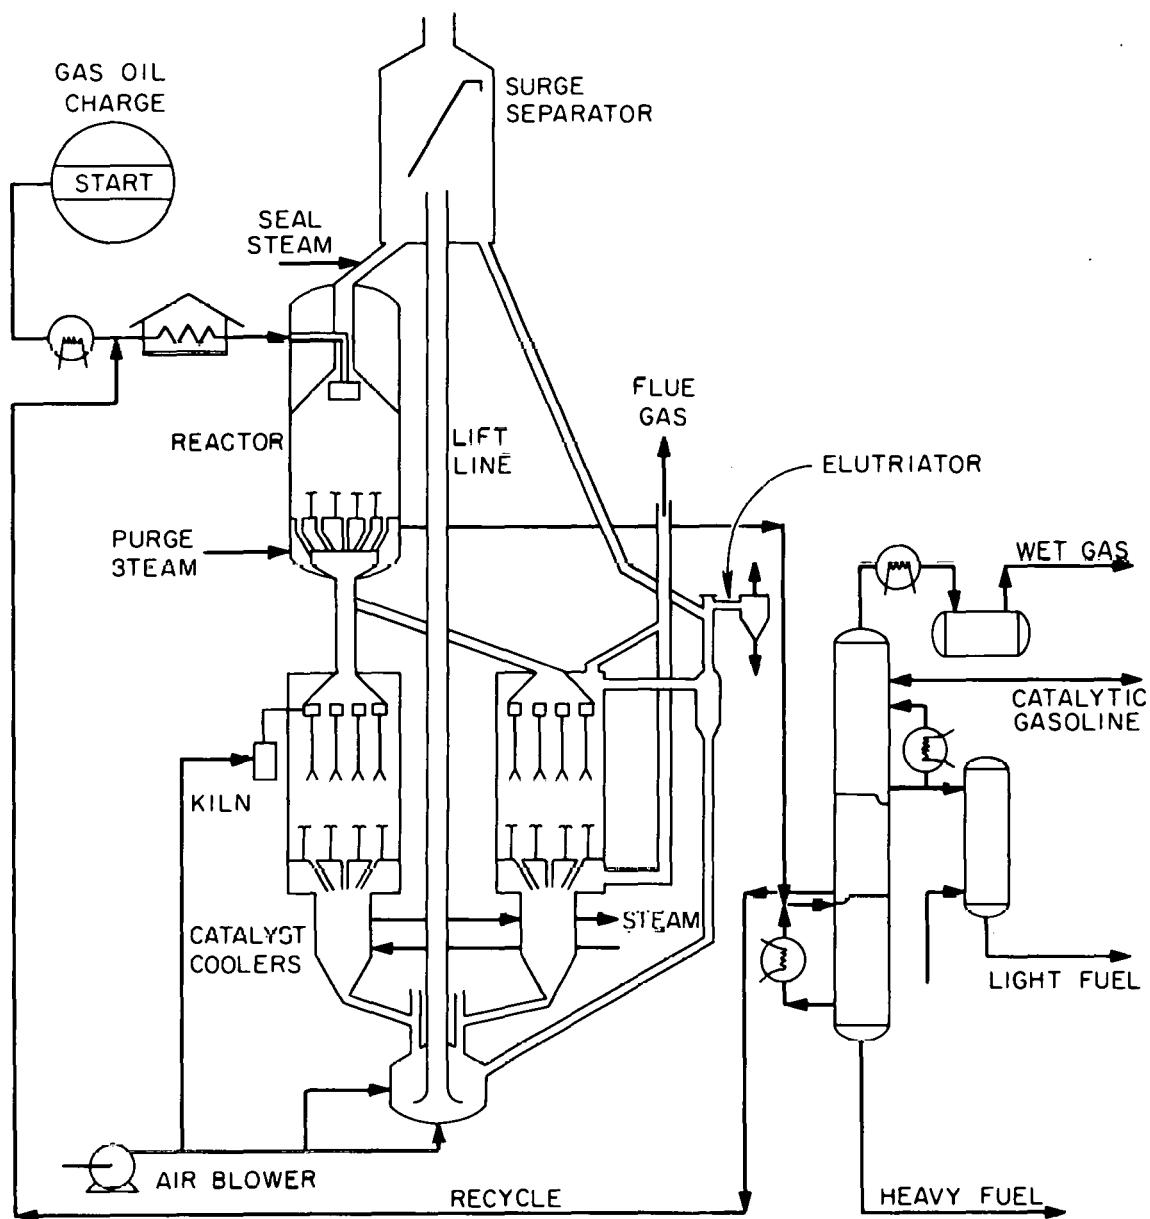 GAS OIL
CHARGE
START
SURGE
SEPARATOR
SEAL
STEAM
FLUE
GAS
REACTOR
LIFT
LINE
ELUTRIATOR
PURGE
3TEAM
WET GAS
CATALYTIC
GASOLINE
KILN
STEAM
CATALYST
COOLERS
LIGHT FUEL
AIR BLOWER
RECYCLE
HEAVY FUEL